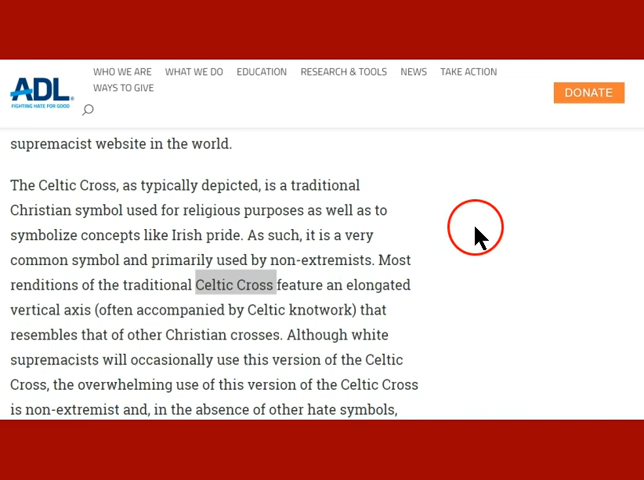 WHO WE ARE WHAT WE DO EDUCATION RESEARCH & TOOLS NEWS TAKE ACTION
WAYS TO GIVE
ADL
FIGHTING HATE FOR GOOD
DONATE
supremacist website in the world.
The Celtic Cross, as typically depicted, is a traditional
Christian symbol used for religious purposes as well as to
symbolize concepts like Irish pride. As such, it is a very
common symbol and primarily used by non-extremists. Most
renditions of the traditional Celtic Cross feature an elongated
vertical axis (often accompanied by Celtic knotwork) that
resembles that of other Christian crosses. Although white
supremacists will occasionally use this version of the Celtic
Cross, the overwhelming use of this version of the Celtic Cross
is non-extremist and, in the absence of other hate symbols,